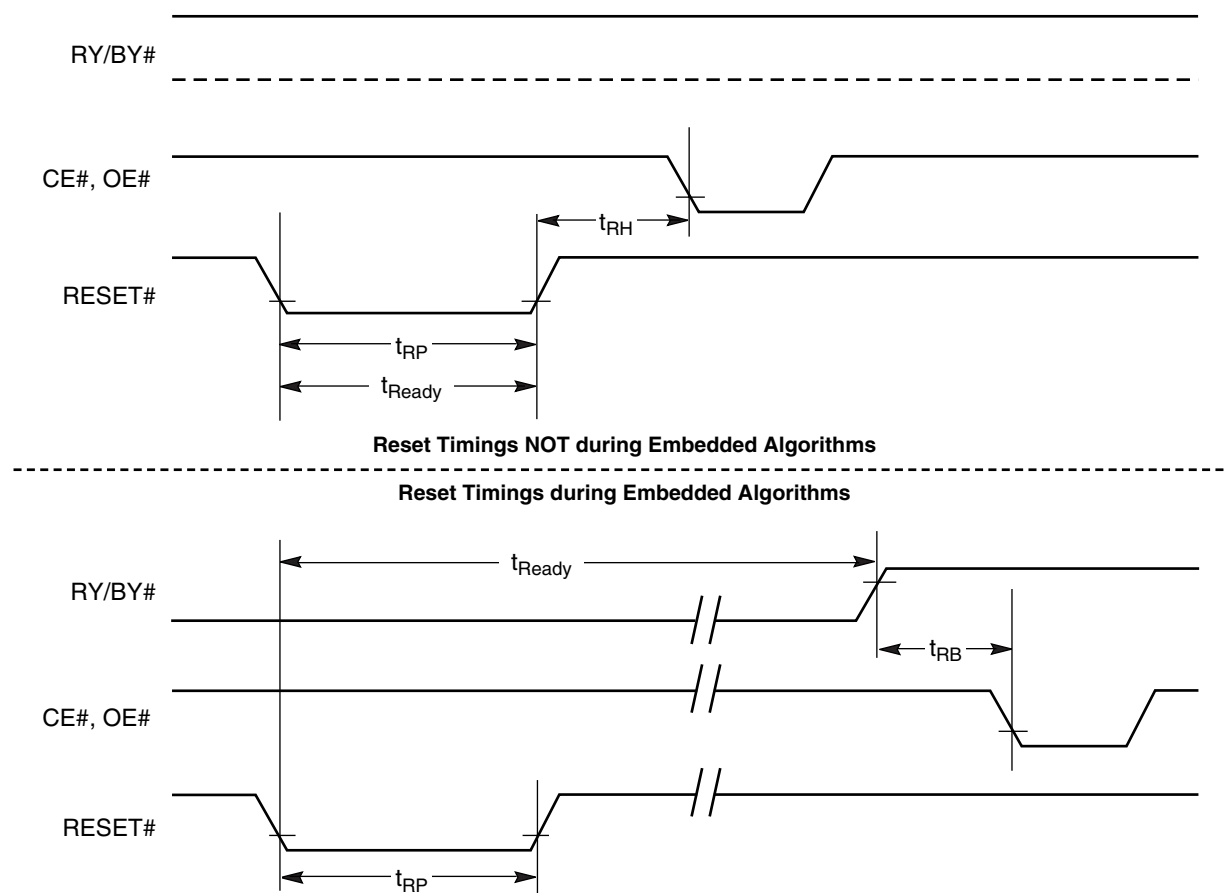 RY/BY#
CE#, OE#
tRH
RESET#
tRP
tReady
Reset Timings NOT during Embedded Algorithms
Reset Timings during Embedded Algorithms
tReady
RY/BY#
tRB
CE#, OE#
RESET#
tRP